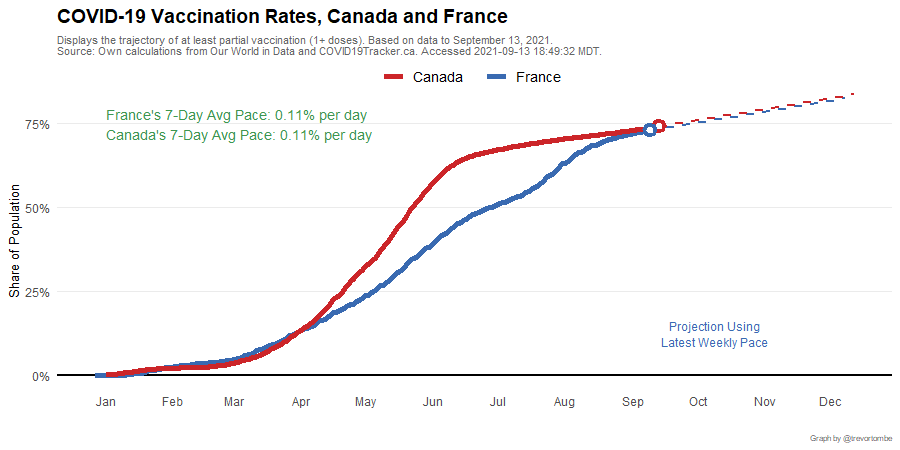 COVID-19 Vaccination Rates, Canada and France
Displays the trajectory of at least partial vaccination (1+ doses). Based on data to September 13, 2021.
Source: Own calculations from Our World in Data and COVID19Tracker.ca. Accessed 2021-09-13 18:49:32 MDT.
Canada France
France's 7-Day Avg Pace: 0.11% per day
Canada's 7-Day Avg Pace: 0.11% per day
75%
50%
25%
0%
Share of Population
Projection Using
Latest Weekly Pace
Jan Feb Mar Apr May Jun Jul Aug Sep Oct Nov Dec
Graph by @trevortombe